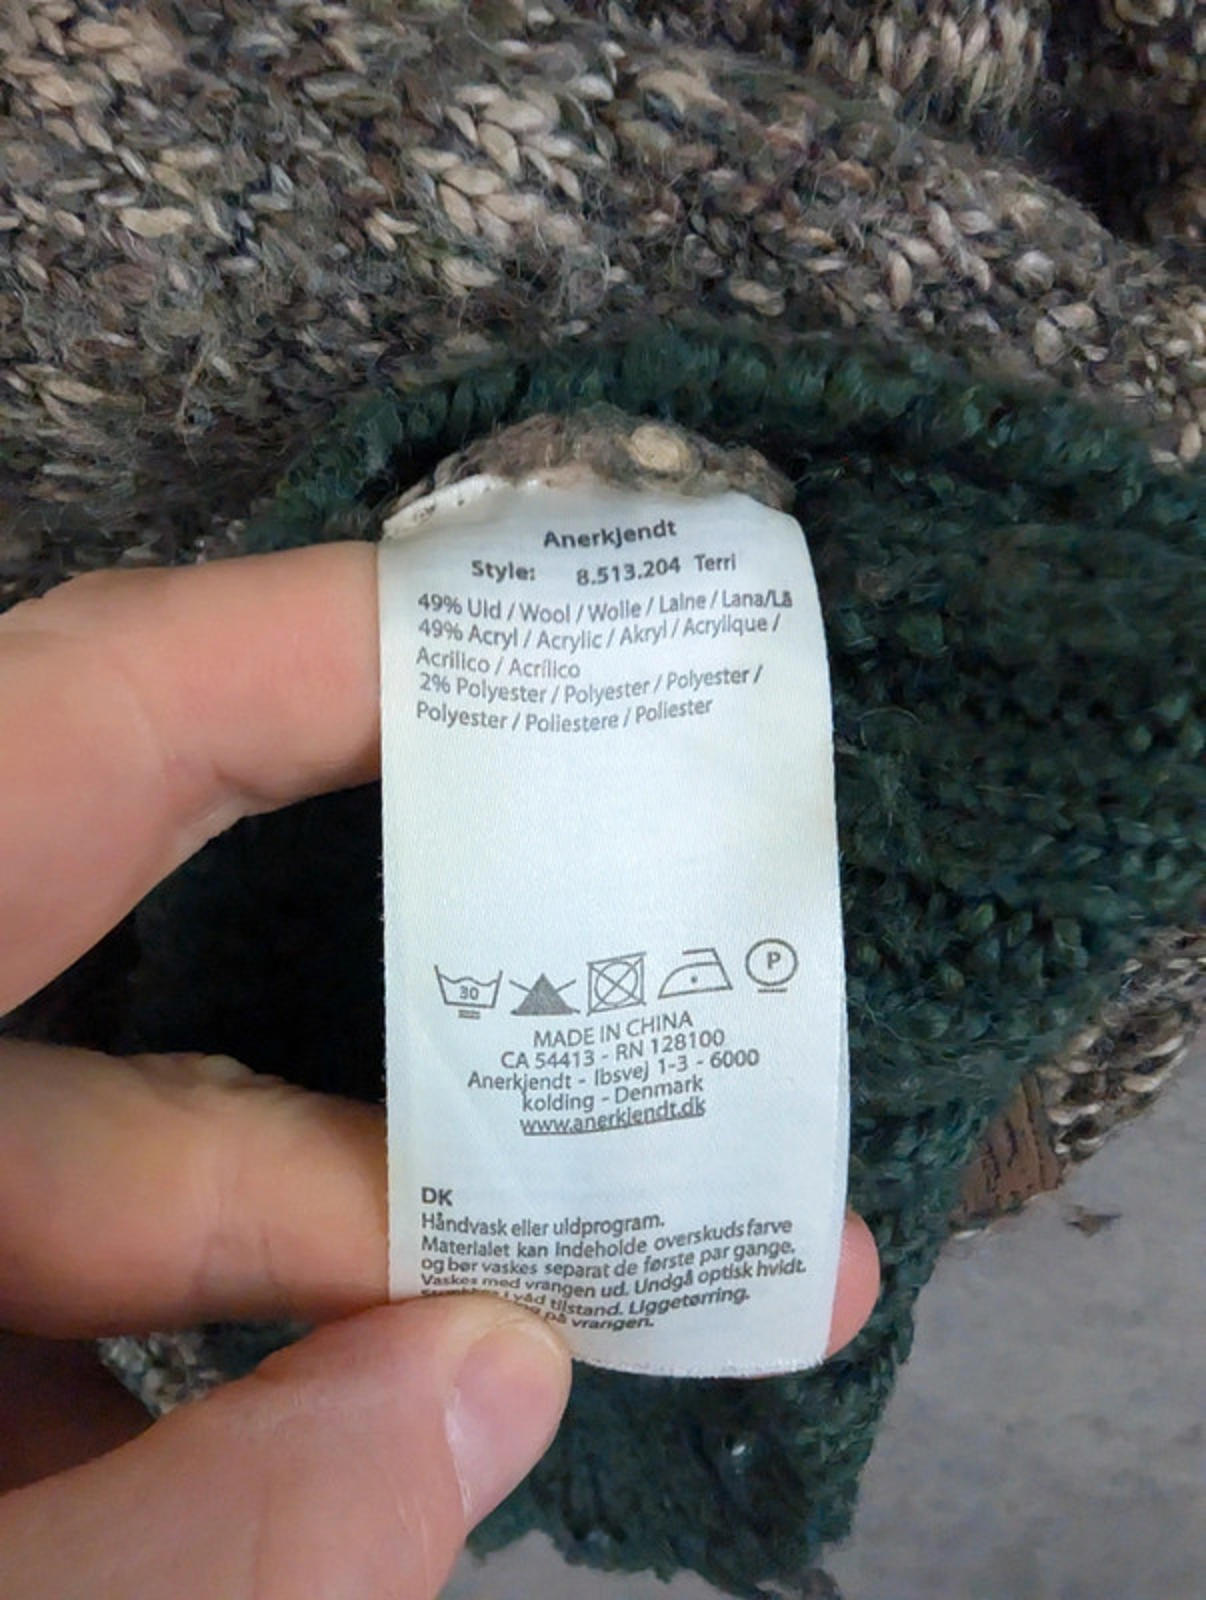 Anerkjendt
Style: 8.513.204 Terri
49% Uld / Wool / Wolle / Laine / Lana/Lã
49% Acryl / Acrylic / Akryl / Acrylique /
Acrilico / Acrílico
2% Polyester / Polyester / Polyester /
Polyester / Poliestere / Poliester
30
P
MADE IN CHINA
CA 54413 - RN 128100
Anerkjendt - Ibsvej 1-3 - 6000
kolding - Denmark
www.anerkjendt.dk
DK
Håndvask eller uldprogram.
Materialet kan indeholde overskudsfarve
og bør vaskes separat de første par gange.
Vaskes med vrangen ud. Undgå optisk hvidt.
i våd tilstand. Liggetørring.
på vrangen.